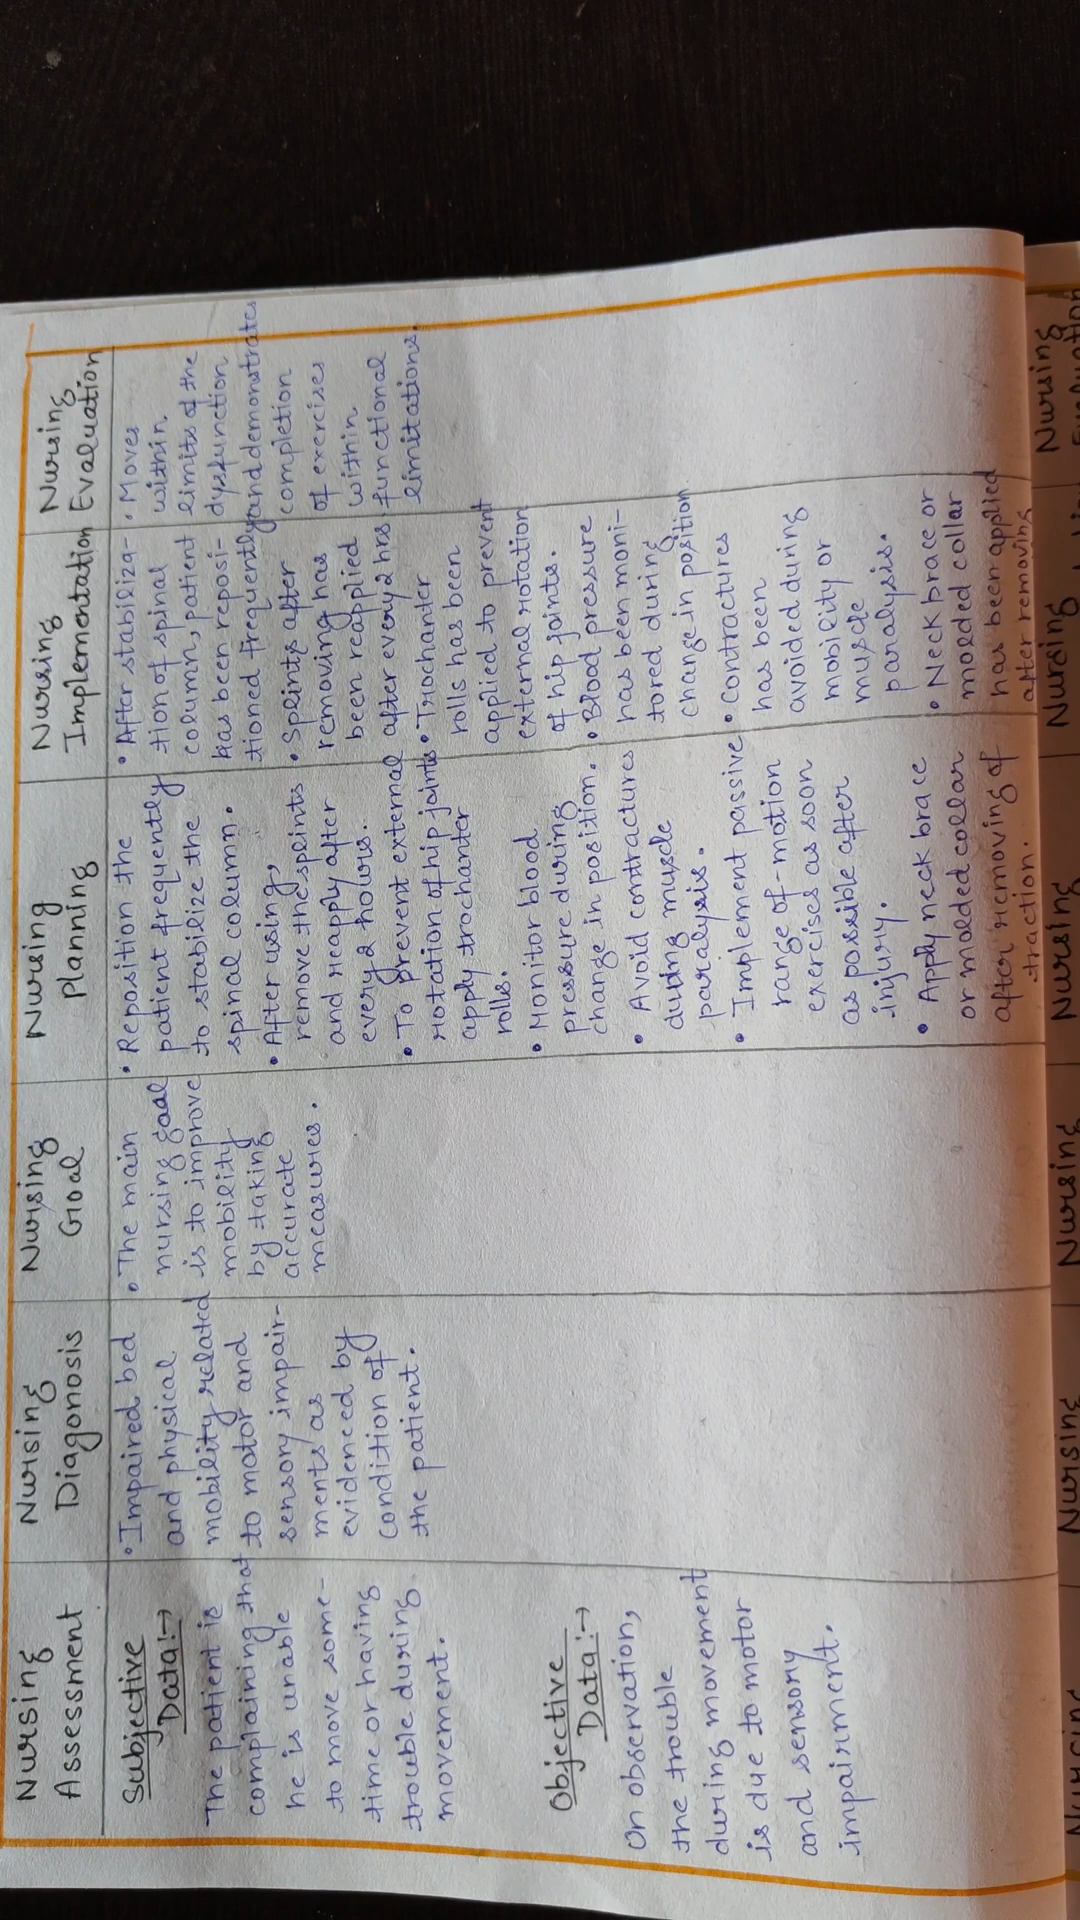 Nursing
Assessment
Subjective
Data:→
The patient is
complaining that
he is unable
to move some-
time or having
trouble during
movement.
Objective
Data:→
On observation,
the trouble
during movement
is due to motor
and sensory
impairment.
Nursing
Diagonosis
• Impaired bed
and physical
mobility related
to motor and
sensory impair-
ments as
evidenced by
condition of
the patient.
Nursing
Goal
• The main
nursing goal
is to improve
mobility
by taking
accurate
measures.
Nursing
Planning
• Reposition the
patient frequently
to stabilize the
spinal column.
• After using,
remove the splints
and reapply after
every 2 hours.
• To prevent external
rotation of hip joints
apply trochanter
rolls.
• Monitor blood
pressure during
change in position.
• Avoid contractures
during muscle
paralysis.
• Implement passive
range-of-motion
exercises as soon
as possible after
injury.
• Apply neck brace
or molded collar
after removing of
traction.
Nursing
Implementation
• After stabiliza-
tion of spinal
column, patient
has been reposi-
tioned frequently
• Splints after
removing has
been reapplied
after every 2 hrs
• Trochanter
rolls has been
applied to prevent
external rotation
of hip joints.
• Blood pressure
has been moni-
tored during
change in position
• Contractures
has been
avoided during
mobility or
muscle
paralysis.
• Neck brace or
molded collar
has been applied
after removing
Nursing
Evaluation
• Moves
within
limits of the
dysfunction
and demonstrates
completion
of exercises
within
functional
limitations.
Nursing
Nursing
Nursing
Nursing
Nursing
Nursing
Evaluation